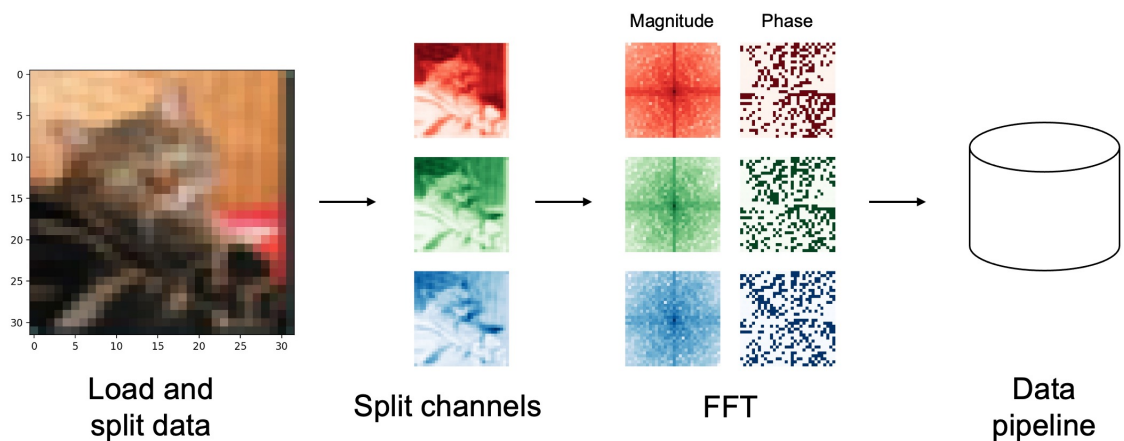 Magnitude
Phase
0
5
10
15
20
25
30
0
5
10
15
20
25
30
Load and
split data
Split channels
FFT
Data
pipeline